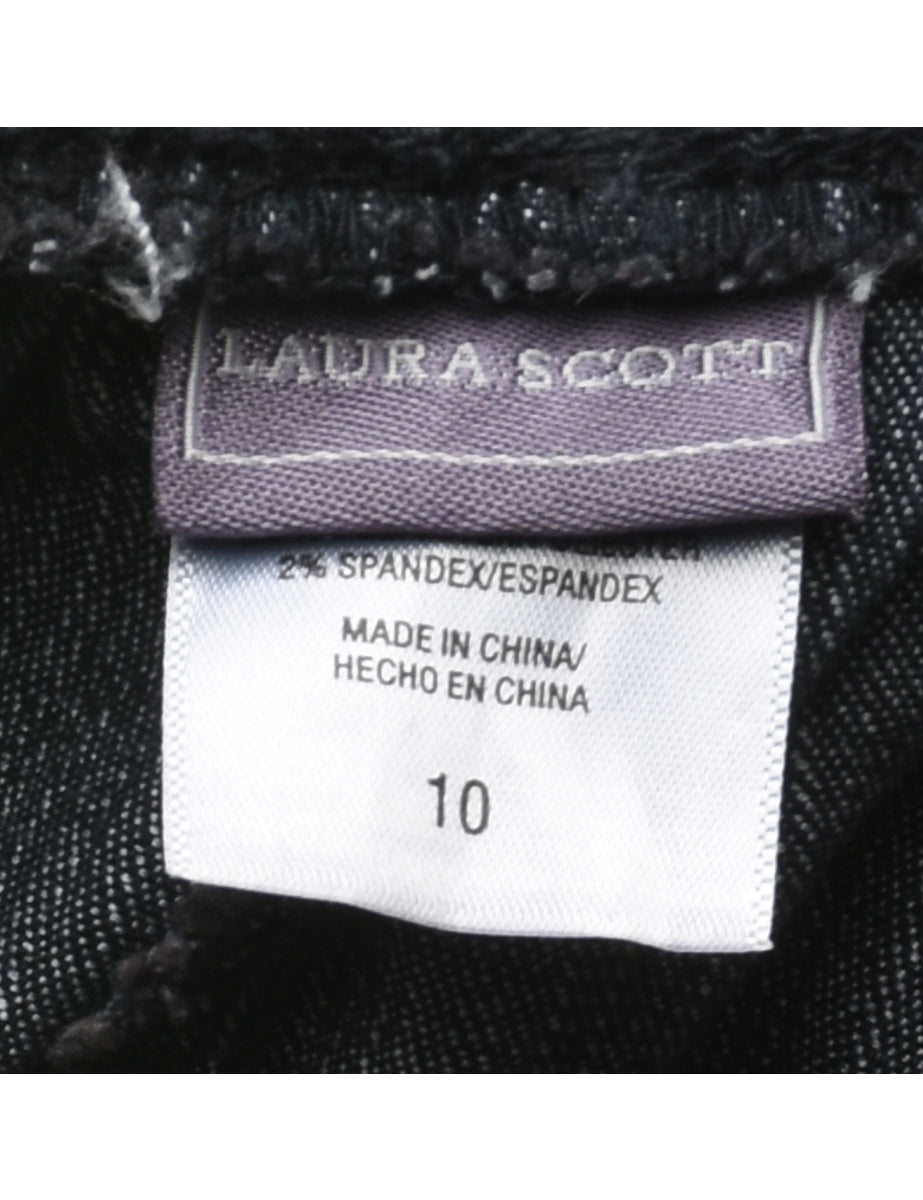 LAURA SCOTT
2% SPANDEX/ESPANDEX
MADE IN CHINA/
HECHO EN CHINA
10